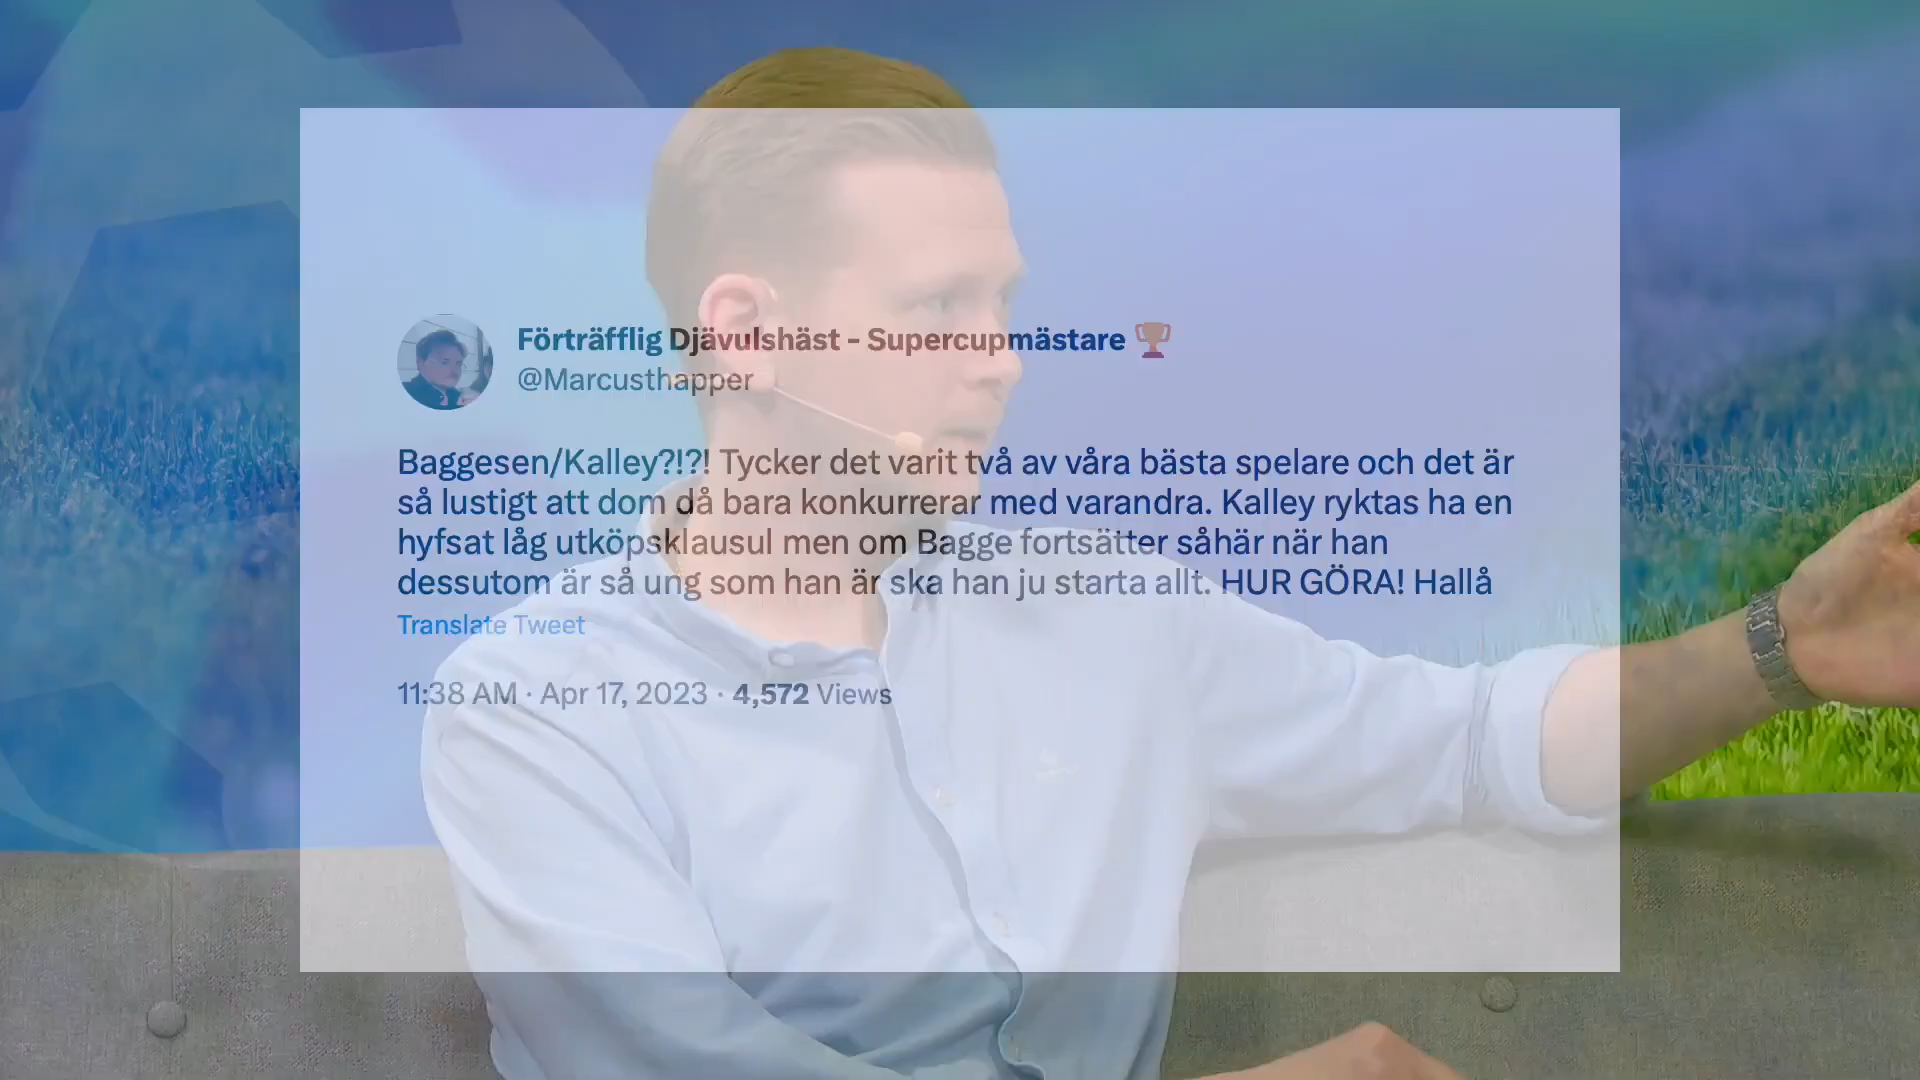 Förträfflig Djävulshäst - Supercupmästare 🏆
@Marcusthapper
Baggesen/Kalley?!?! Tycker det varit två av våra bästa spelare och det är
så lustigt att dom då bara konkurrerar med varandra. Kalley ryktas ha en
hyfsat låg utköpsklausul men om Bagge fortsätter såhär när han
dessutom är så ung som han är ska han ju starta allt. HUR GÖRA! Hallå
Translate Tweet
11:38 AM · Apr 17, 2023 · 4,572 Views